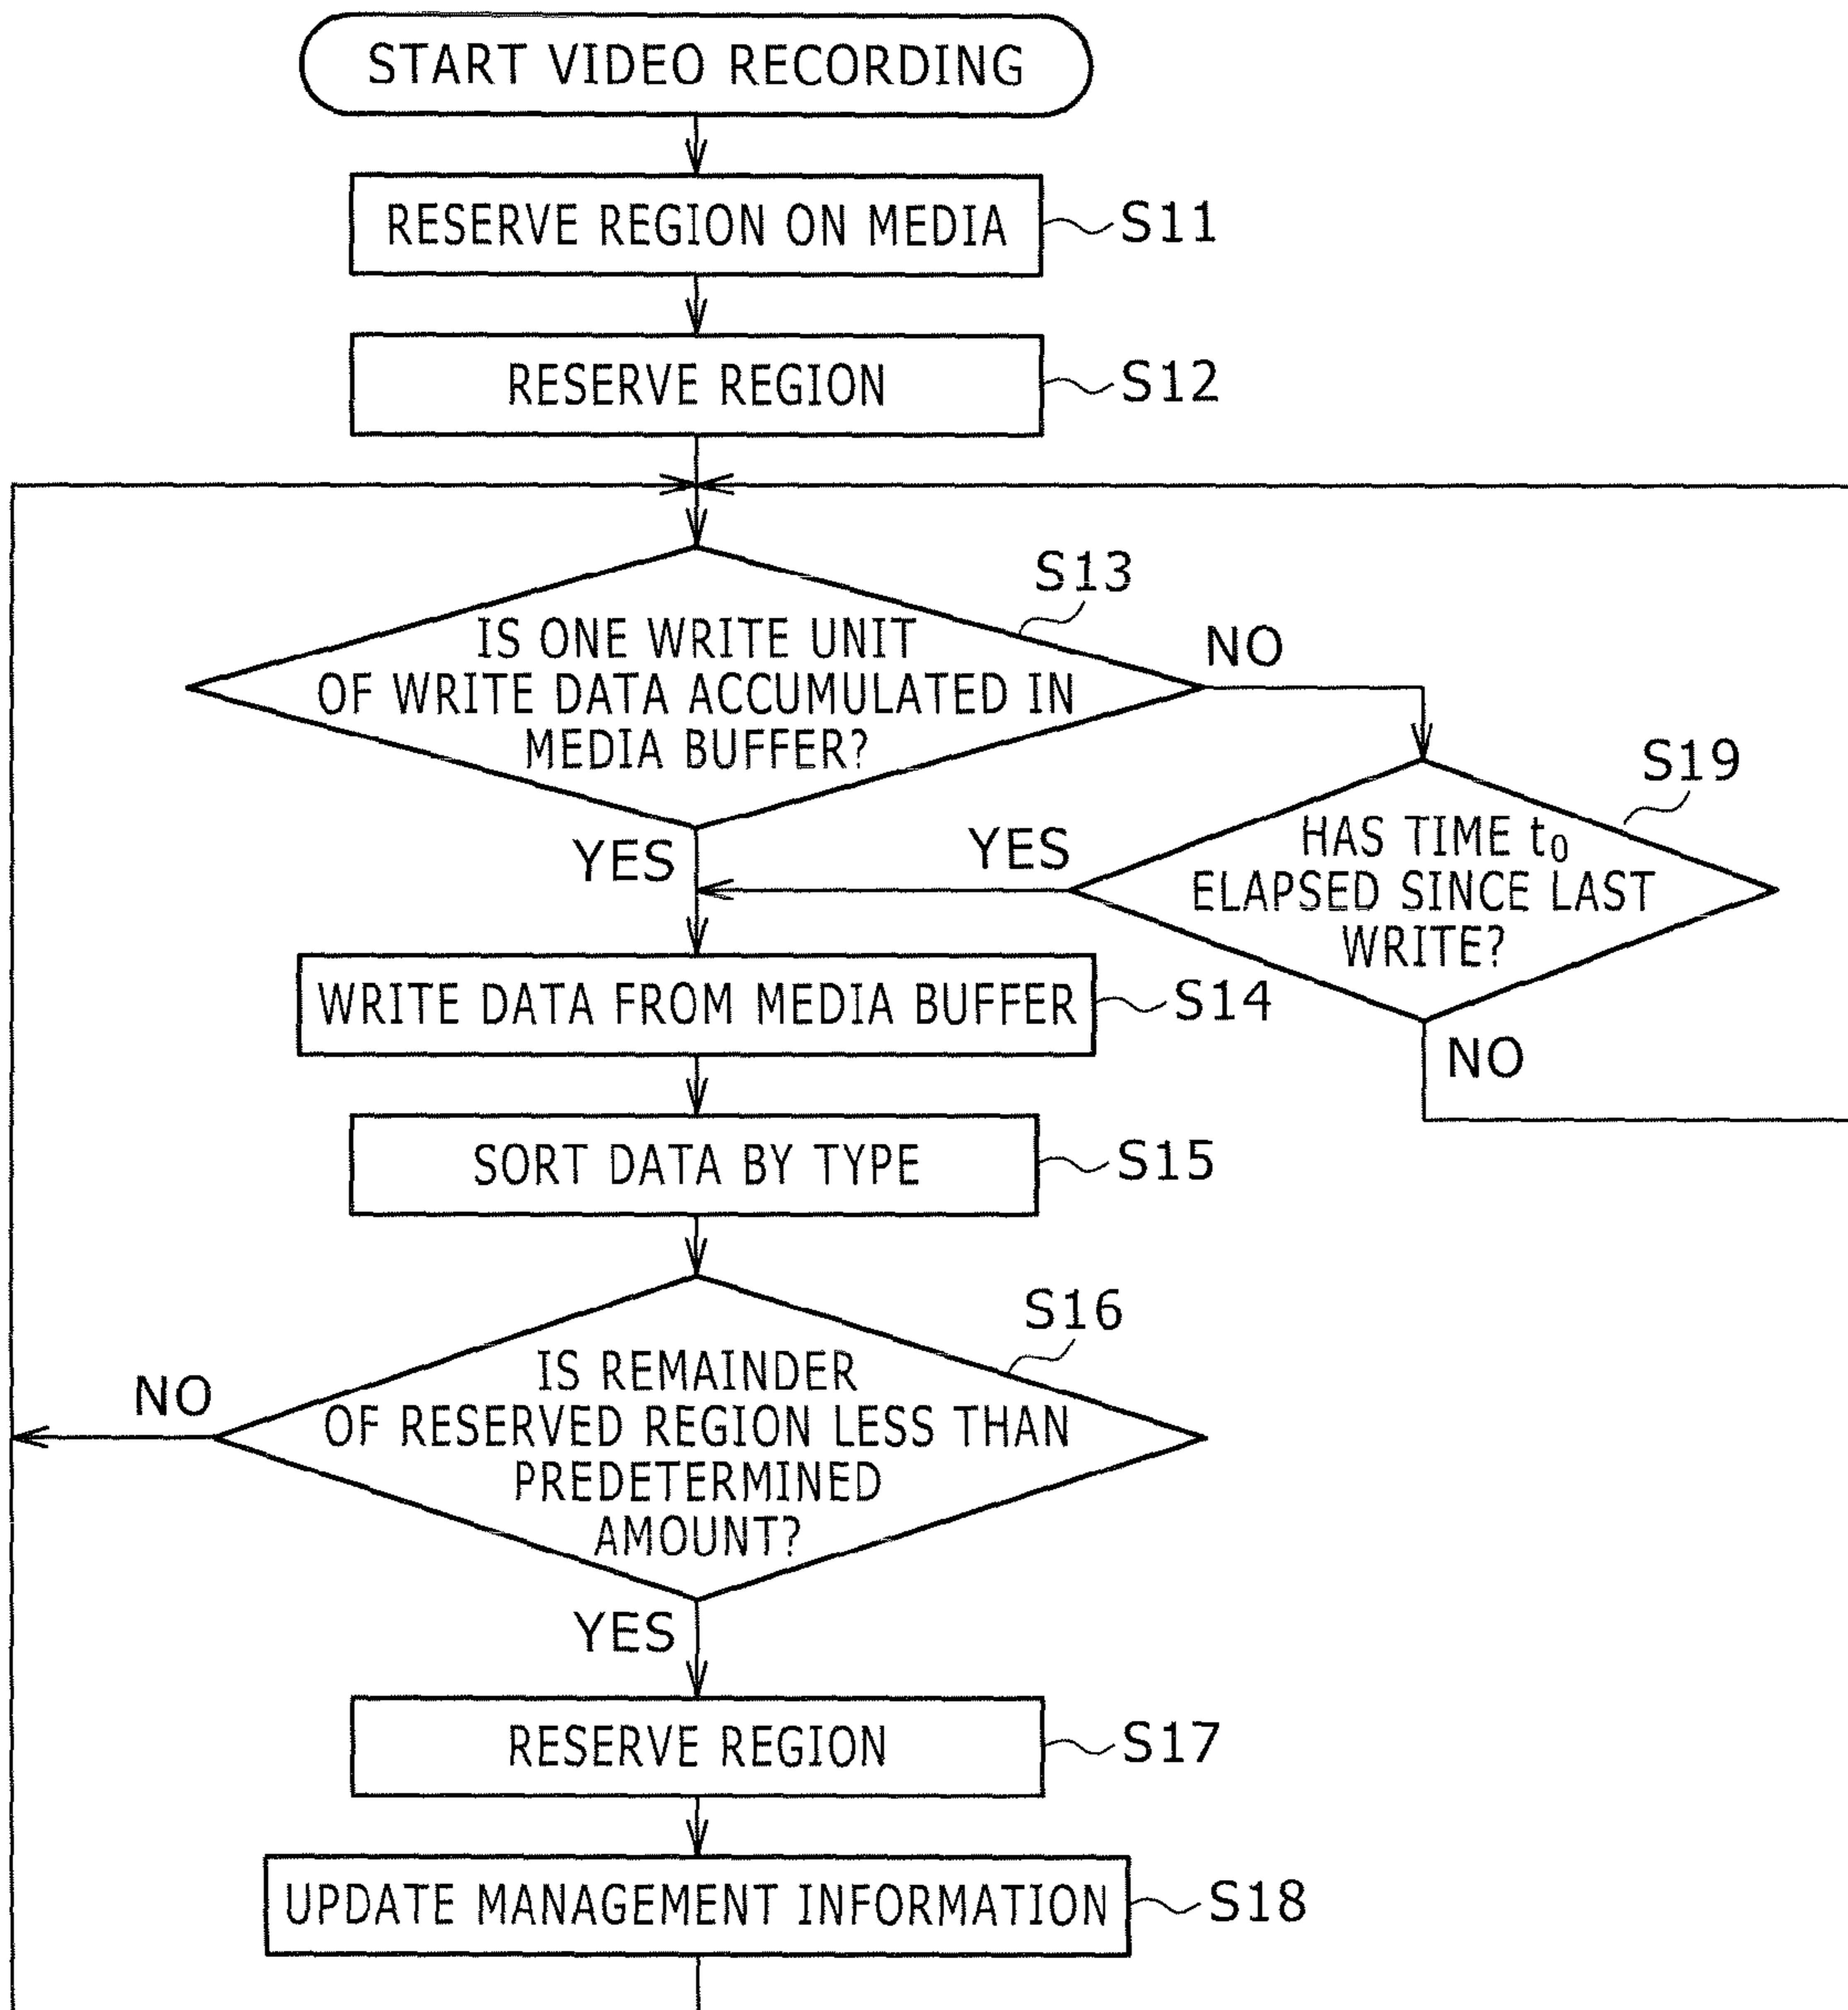 START VIDEO RECORDING
RESERVE REGION ON MEDIA
S11
RESERVE REGION
S12
S13
IS ONE WRITE UNIT
OF WRITE DATA ACCUMULATED IN
MEDIA BUFFER?
NO
YES
S19
HAS TIME t₀
ELAPSED SINCE LAST
WRITE?
YES
NO
WRITE DATA FROM MEDIA BUFFER
S14
SORT DATA BY TYPE
S15
S16
IS REMAINDER
OF RESERVED REGION LESS THAN
PREDETERMINED
AMOUNT?
NO
YES
RESERVE REGION
S17
UPDATE MANAGEMENT INFORMATION
S18